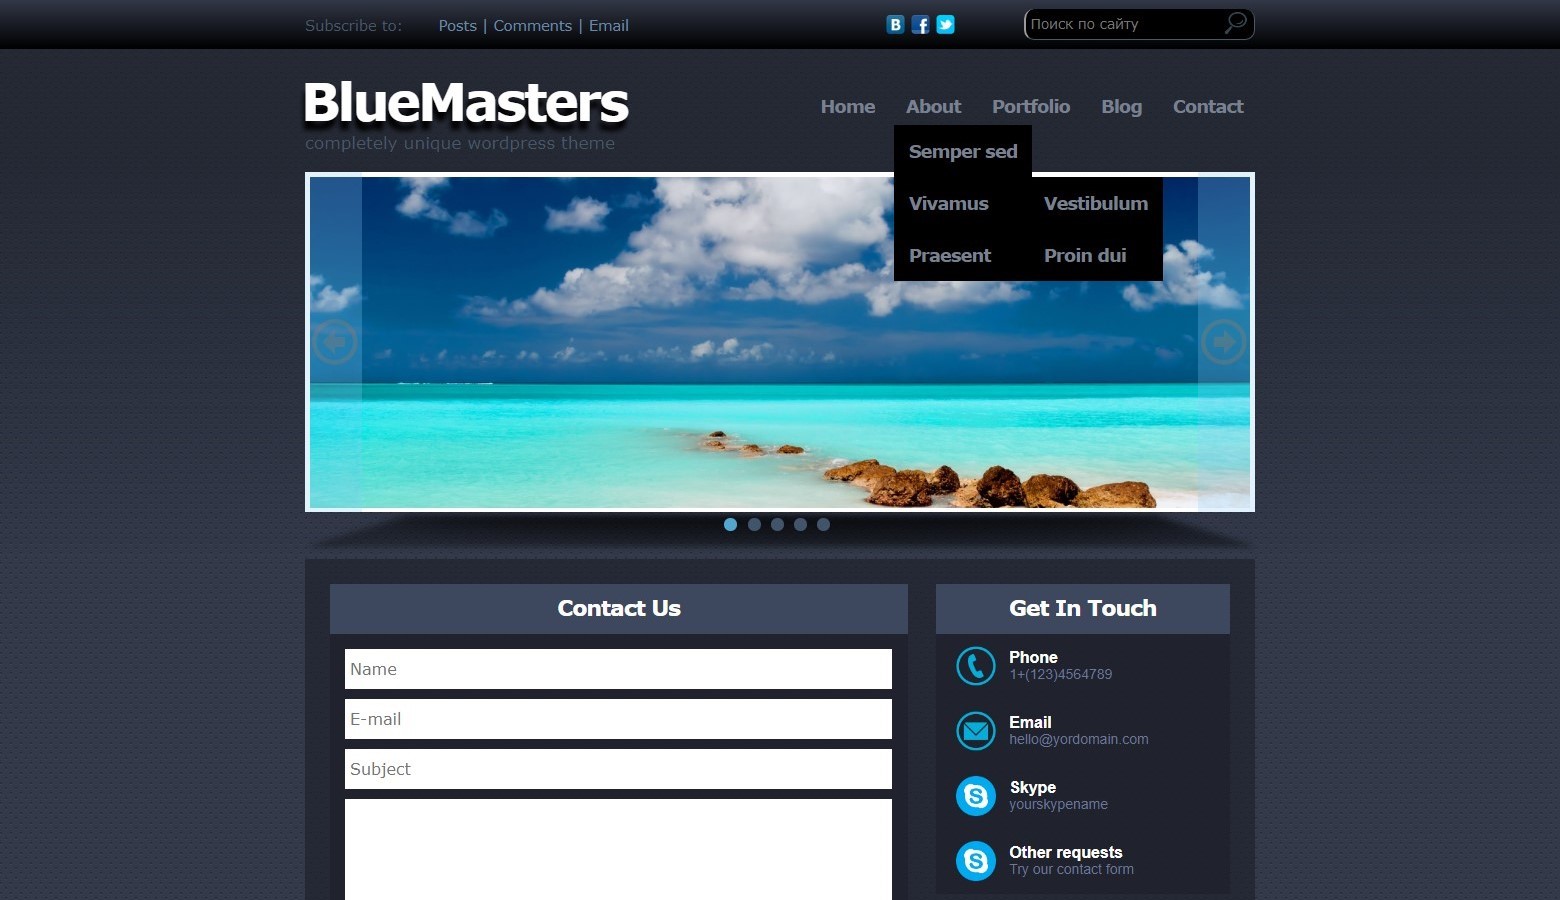 Subscribe to: Posts | Comments | Email
Поиск по сайту
BlueMasters
completely unique wordpress theme
Home About Portfolio Blog Contact
Semper sed
Vivamus Vestibulum
Praesent Proin dui
Contact Us
Name
E-mail
Subject
Get In Touch
Phone
1+(123)4564789
Email
hello@yordomain.com
Skype
yourskypename
Other requests
Try our contact form